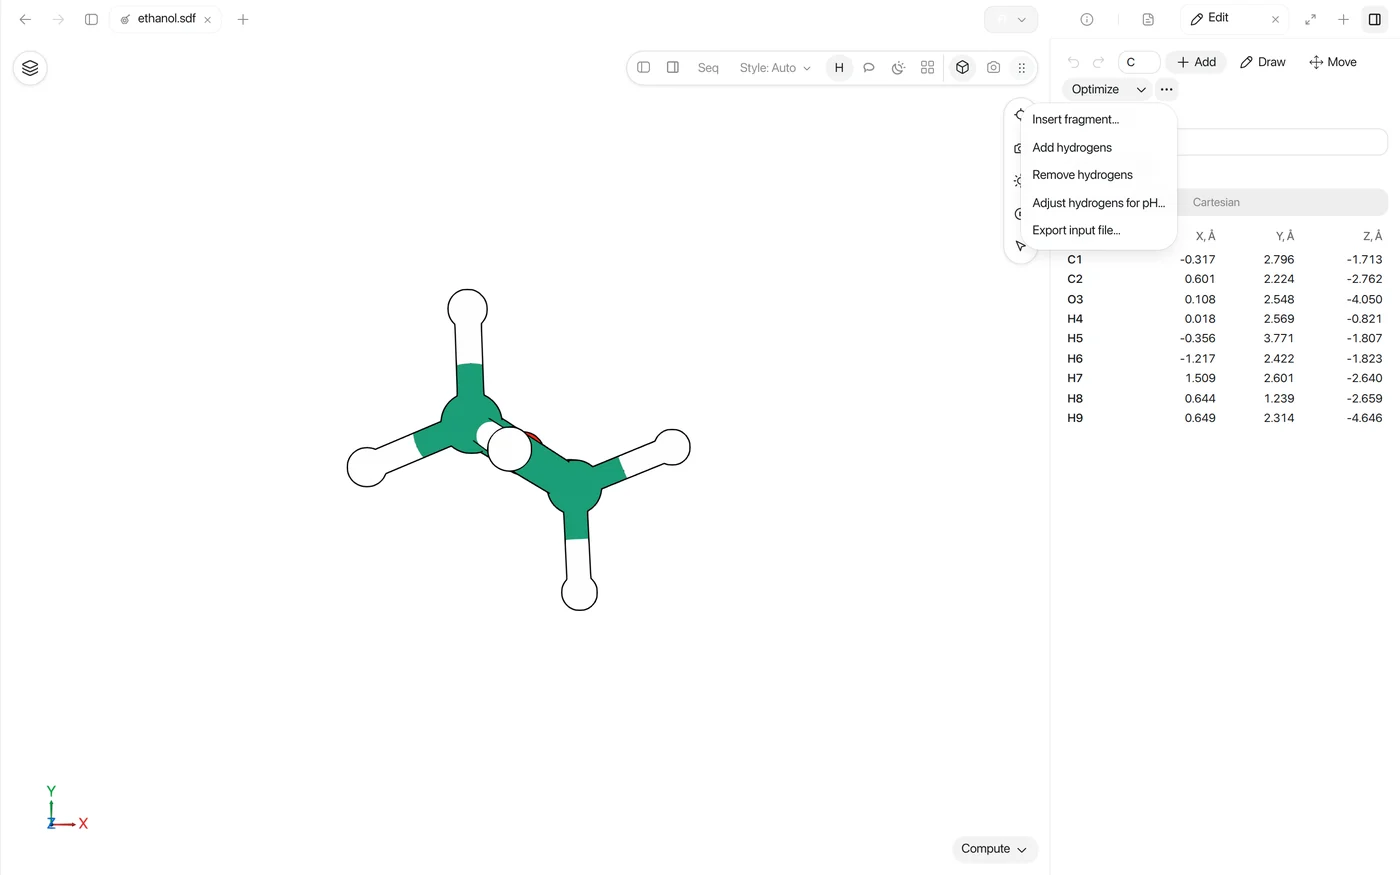 ethanol.sdf
Edit
Seq
Style: Auto
H
C
Add
Draw
Move
Optimize
Insert fragment...
Add hydrogens
Remove hydrogens
Adjust hydrogens for pH...
Export input file...
Cartesian
X, Å Y, Å Z, Å
C1 -0.317 2.796 -1.713
C2 0.601 2.224 -2.762
O3 0.108 2.548 -4.050
H4 0.018 2.569 -0.821
H5 -0.356 3.771 -1.807
H6 -1.217 2.422 -1.823
H7 1.509 2.601 -2.640
H8 0.644 1.239 -2.659
H9 0.649 2.314 -4.646
Y
Z
X
Compute